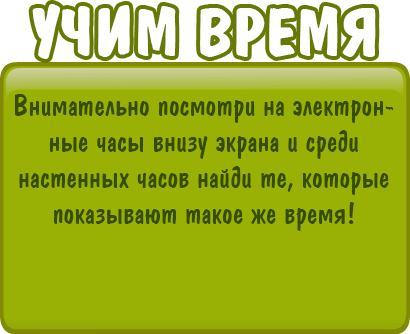 УЧИМ ВРЕМЯ
Внимательно посмотри на электрон-
ные часы внизу экрана и среди
настенных часов найди те, которые
показывают такое же время!